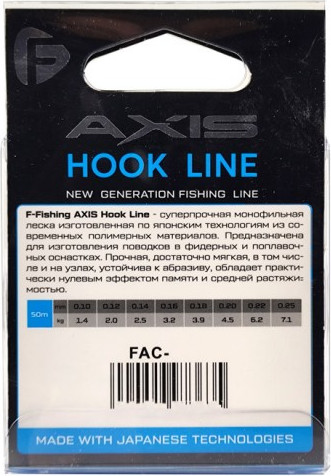 F
AXIS
HOOK LINE
NEW GENERATION FISHING LINE
F-Fishing AXIS Hook Line - суперпрочная монофильная
леска изготовленная по японским технологиям из со-
временных полимерных материалов. Предназначена
для изготовления поводков в фидерных и поплавоч-
ных оснастках. Прочная, достаточно мягкая, в том чис-
ле и на узлах, устойчива к абразиву, обладает практи-
чески нулевым эффектом памяти и средней растяжи-
мостью.
50m mm 0.10 0.12 0.14 0.16 0.18 0.20 0.22 0.25
kg 1.4 2.0 2.5 3.2 3.9 4.5 6.2 7.1
FAC-
MADE WITH JAPANESE TECHNOLOGIES